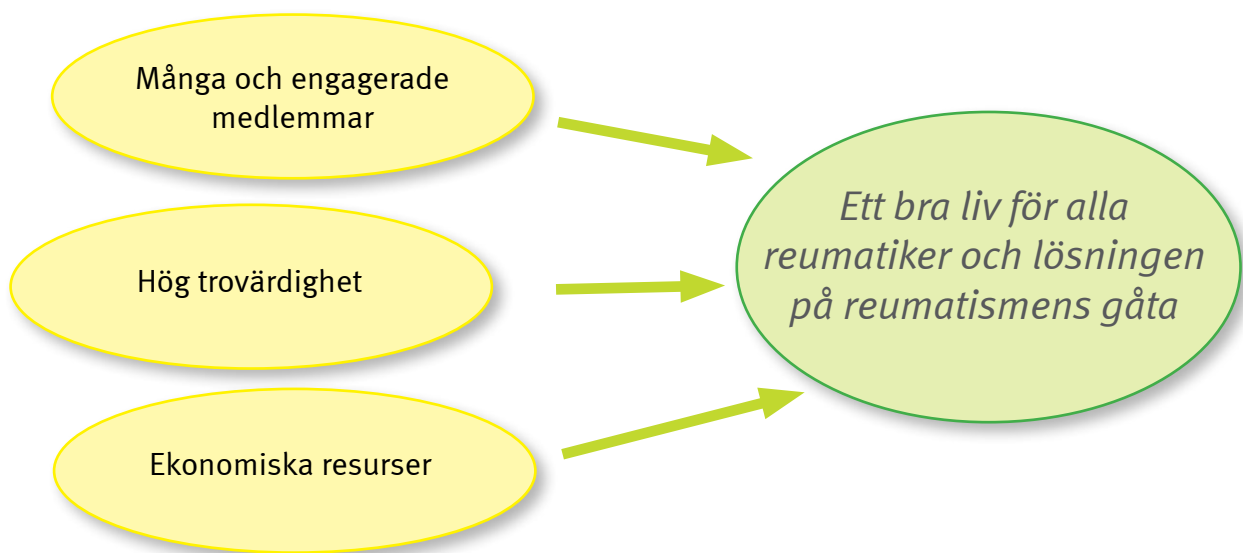 Många och engagerade
medlemmar
Hög trovärdighet
Ekonomiska resurser
Ett bra liv för alla
reumatiker och lösningen
på reumatismens gåta